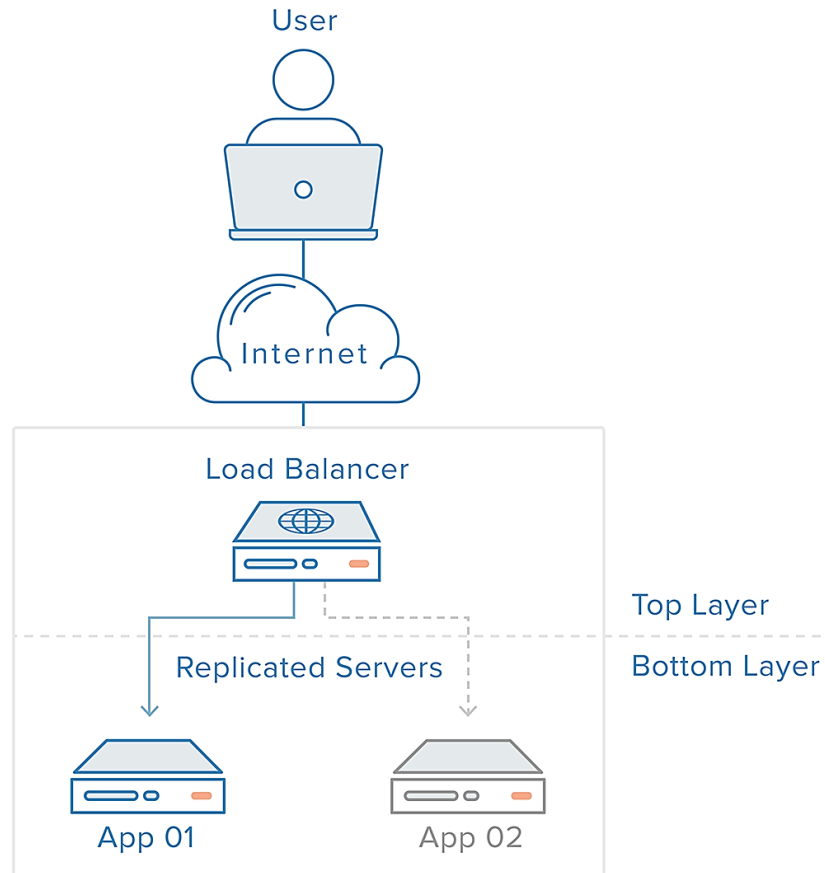 User
Internet
Load Balancer
Top Layer
Replicated Servers
Bottom Layer
App 01
App 02